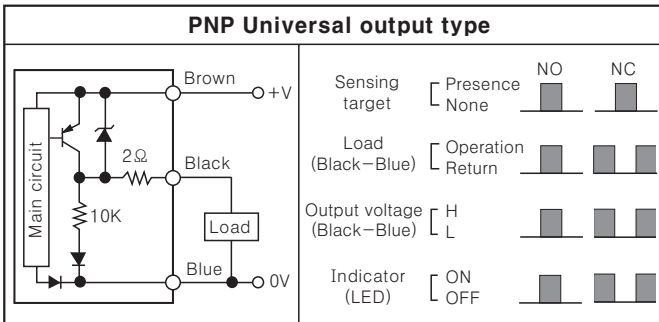 PNP Universal output type
Main circuit
Brown
+V
2Ω
Black
10K
Load
Blue
0V
NO NC
Sensing target Presence None
Load (Black−Blue) Operation Return
Output voltage (Black−Blue) H L
Indicator (LED) ON OFF